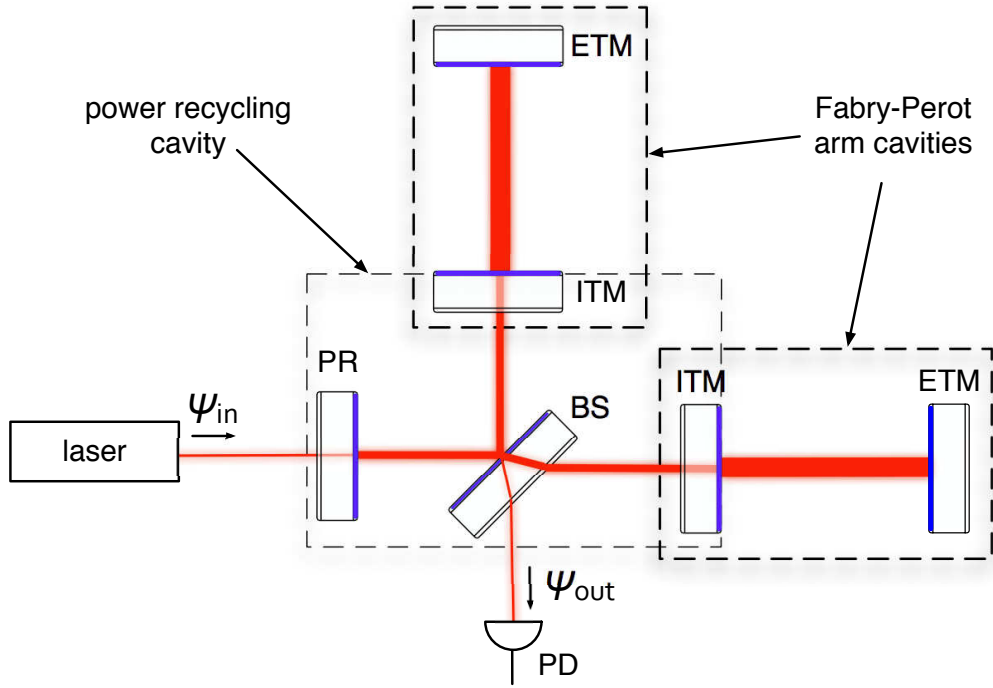 ETM
power recycling
cavity
Fabry-Perot
arm cavities
ITM
PR
ITM
ETM
BS
ψin
laser
ψout
PD